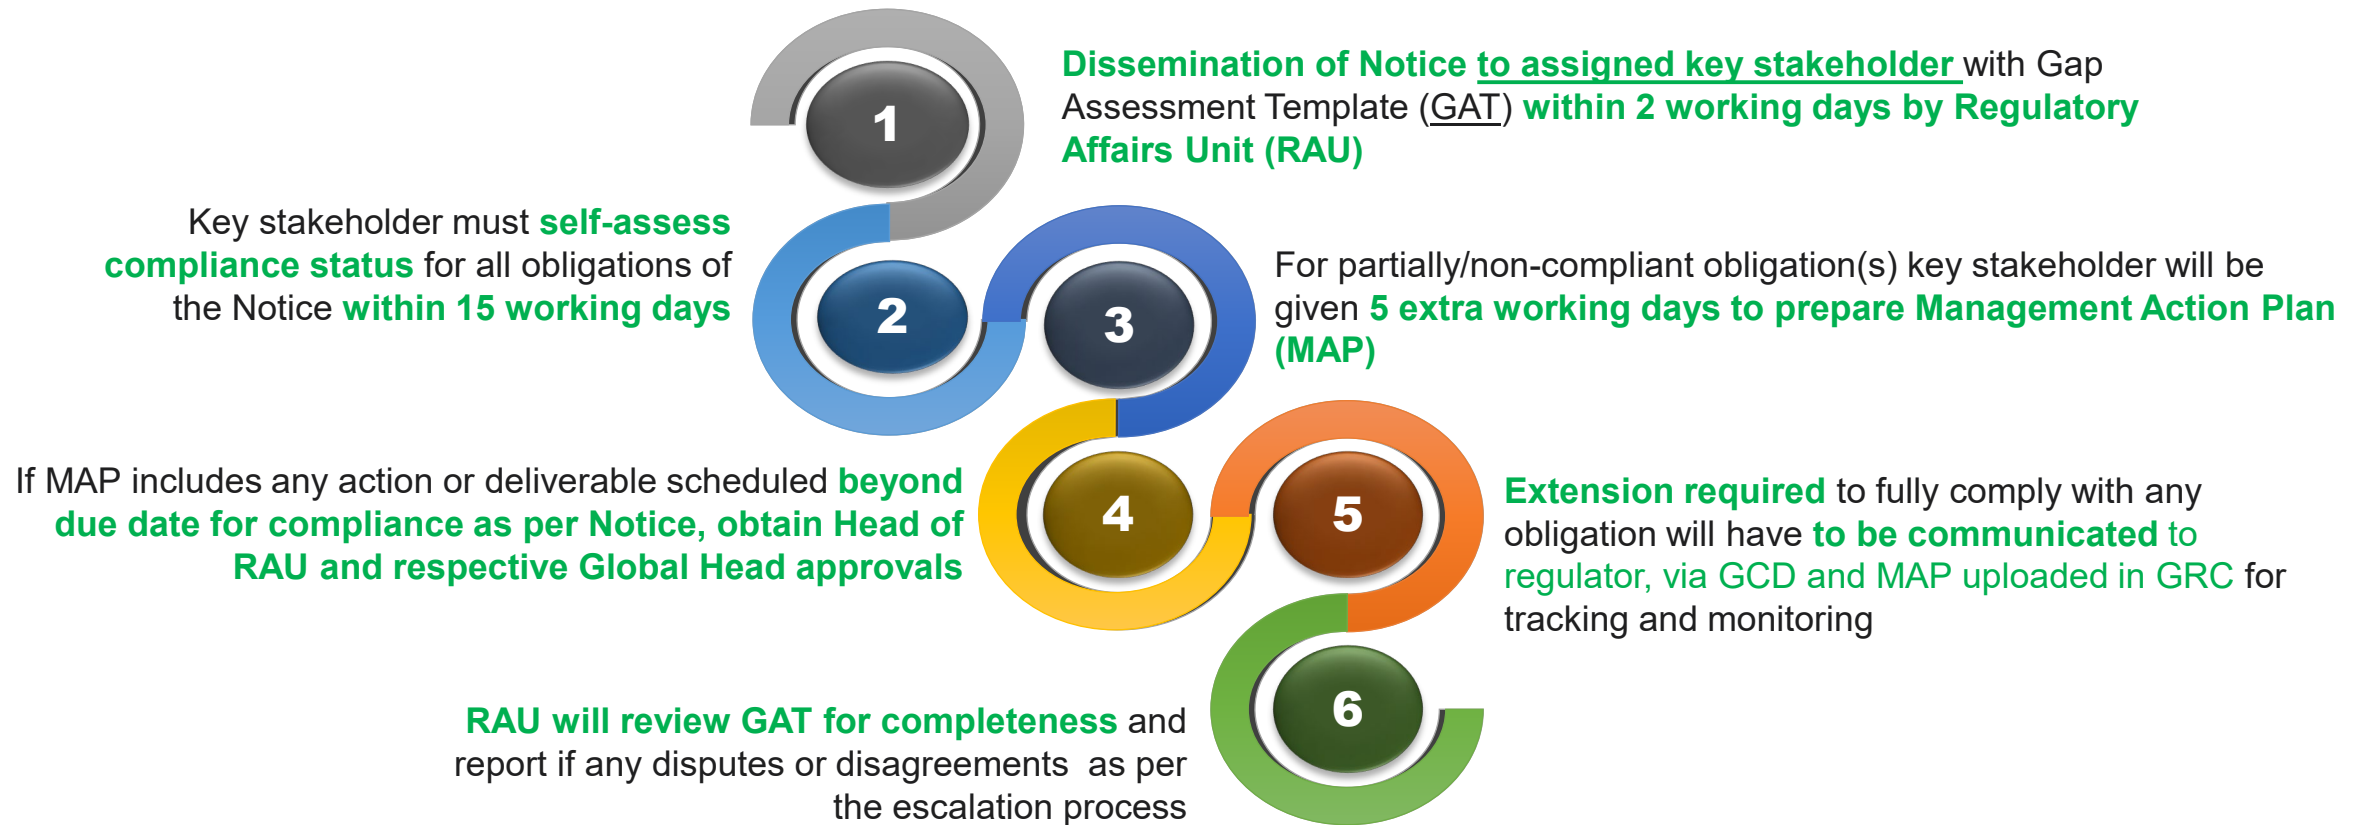 1
Dissemination of Notice to assigned key stakeholder with Gap
Assessment Template (GAT) within 2 working days by Regulatory
Affairs Unit (RAU)
Key stakeholder must self-assess
compliance status for all obligations of
the Notice within 15 working days
2
3
For partially/non-compliant obligation(s) key stakeholder will be
given 5 extra working days to prepare Management Action Plan
(MAP)
If MAP includes any action or deliverable scheduled beyond
due date for compliance as per Notice, obtain Head of
RAU and respective Global Head approvals
4
5
Extension required to fully comply with any
obligation will have to be communicated to
regulator, via GCD and MAP uploaded in GRC for
tracking and monitoring
RAU will review GAT for completeness and
report if any disputes or disagreements as per
the escalation process
6